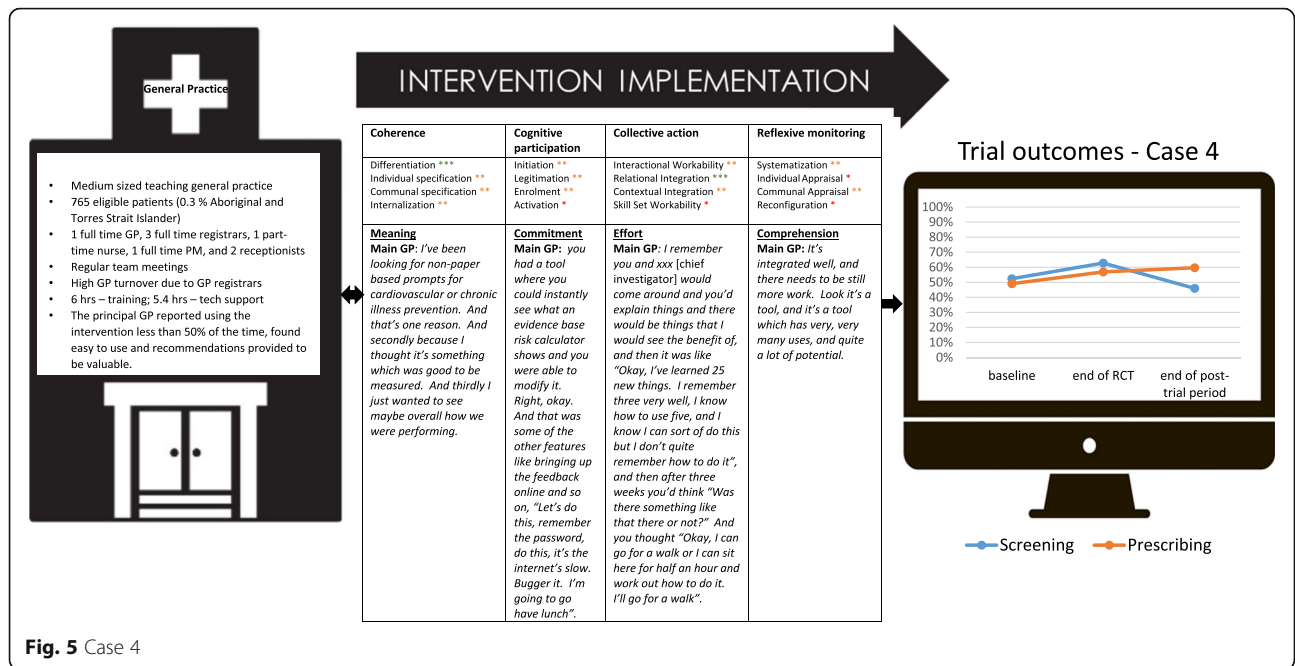 General Practice
• Medium sized teaching general practice
• 765 eligible patients (0.3 % Aboriginal and
Torres Strait Islander)
• 1 full time GP, 3 full time registrars, 1 part-
time nurse, 1 full time PM, and 2 receptionists
• Regular team meetings
• High GP turnover due to GP registrars
• 6 hrs – training; 5.4 hrs – tech support
• The principal GP reported using the
intervention less than 50% of the time, found
easy to use and recommendations provided to
be valuable.
INTERVENTION IMPLEMENTATION
Coherence
Differentiation ***
Individual specification **
Communal specification **
Internalization **
Meaning
Main GP: I've been
looking for non-paper
based prompts for
cardiovascular or chronic
illness prevention. And
that's one reason. And
secondly because I
thought it's something
which was good to be
measured. And thirdly I
just wanted to see
maybe overall how we
were performing.
Cognitive
participation
Initiation **
Legitimation **
Enrolment **
Activation *
Commitment
Main GP: you
had a tool
where you
could instantly
see what an
evidence base
risk calculator
shows and you
were able to
modify it.
Right, okay.
And that was
some of the
other features
like bringing up
the feedback
online and so
on, "Let's do
this, remember
the password,
do this, it's the
internet's slow.
Bugger it. I'm
going to go
have lunch".
Collective action
Interactional Workability **
Relational Integration ***
Contextual Integration **
Skill Set Workability *
Effort
Main GP: I remember
you and xxx [chief
investigator] would
come around and you'd
explain things and there
would be things that I
would see the benefit of,
and then it was like
"Okay, I've learned 25
new things. I remember
three very well, I know
how to use five, and I
know I can sort of do this
but I don't quite
remember how to do it",
and then after three
weeks you'd think "Was
there something like
that there or not?" And
you thought "Okay, I can
go for a walk or I can sit
here for half an hour and
work out how to do it.
I'll go for a walk".
Reflexive monitoring
Systematization **
Individual Appraisal *
Communal Appraisal **
Reconfiguration *
Comprehension
Main GP: It's
integrated well, and
there needs to be still
more work. Look it's a
tool, and it's a tool
which has very, very
many uses, and quite
a lot of potential.
Trial outcomes - Case 4
100%
90%
80%
70%
60%
50%
40%
30%
20%
10%
0%
baseline
end of RCT
end of post-
trial period
Screening
Prescribing
Fig. 5 Case 4